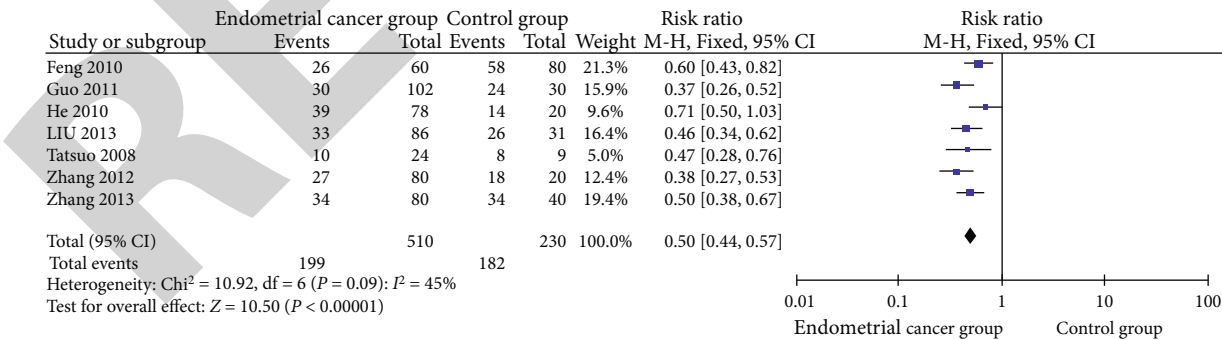 Endometrial cancer group Control group Risk ratio Risk ratio
Study or subgroup Events Total Events Total Weight M-H, Fixed, 95% CI M-H, Fixed, 95% CI
Feng 2010 26 60 58 80 21.3% 0.60 [0.43, 0.82]
Guo 2011 30 102 24 30 15.9% 0.37 [0.26, 0.52]
He 2010 39 78 14 20 9.6% 0.71 [0.50, 1.03]
LIU 2013 33 86 26 31 16.4% 0.46 [0.34, 0.62]
Tatsuo 2008 10 24 8 9 5.0% 0.47 [0.28, 0.76]
Zhang 2012 27 80 18 20 12.4% 0.38 [0.27, 0.53]
Zhang 2013 34 80 34 40 19.4% 0.50 [0.38, 0.67]
Total (95% CI) 510 230 100.0% 0.50 [0.44, 0.57]
Total events 199 182
Heterogeneity: Chi² = 10.92, df = 6 (P = 0.09): I² = 45%
Test for overall effect: Z = 10.50 (P < 0.00001)
0.01 0.1 1 10 100
Endometrial cancer group Control group